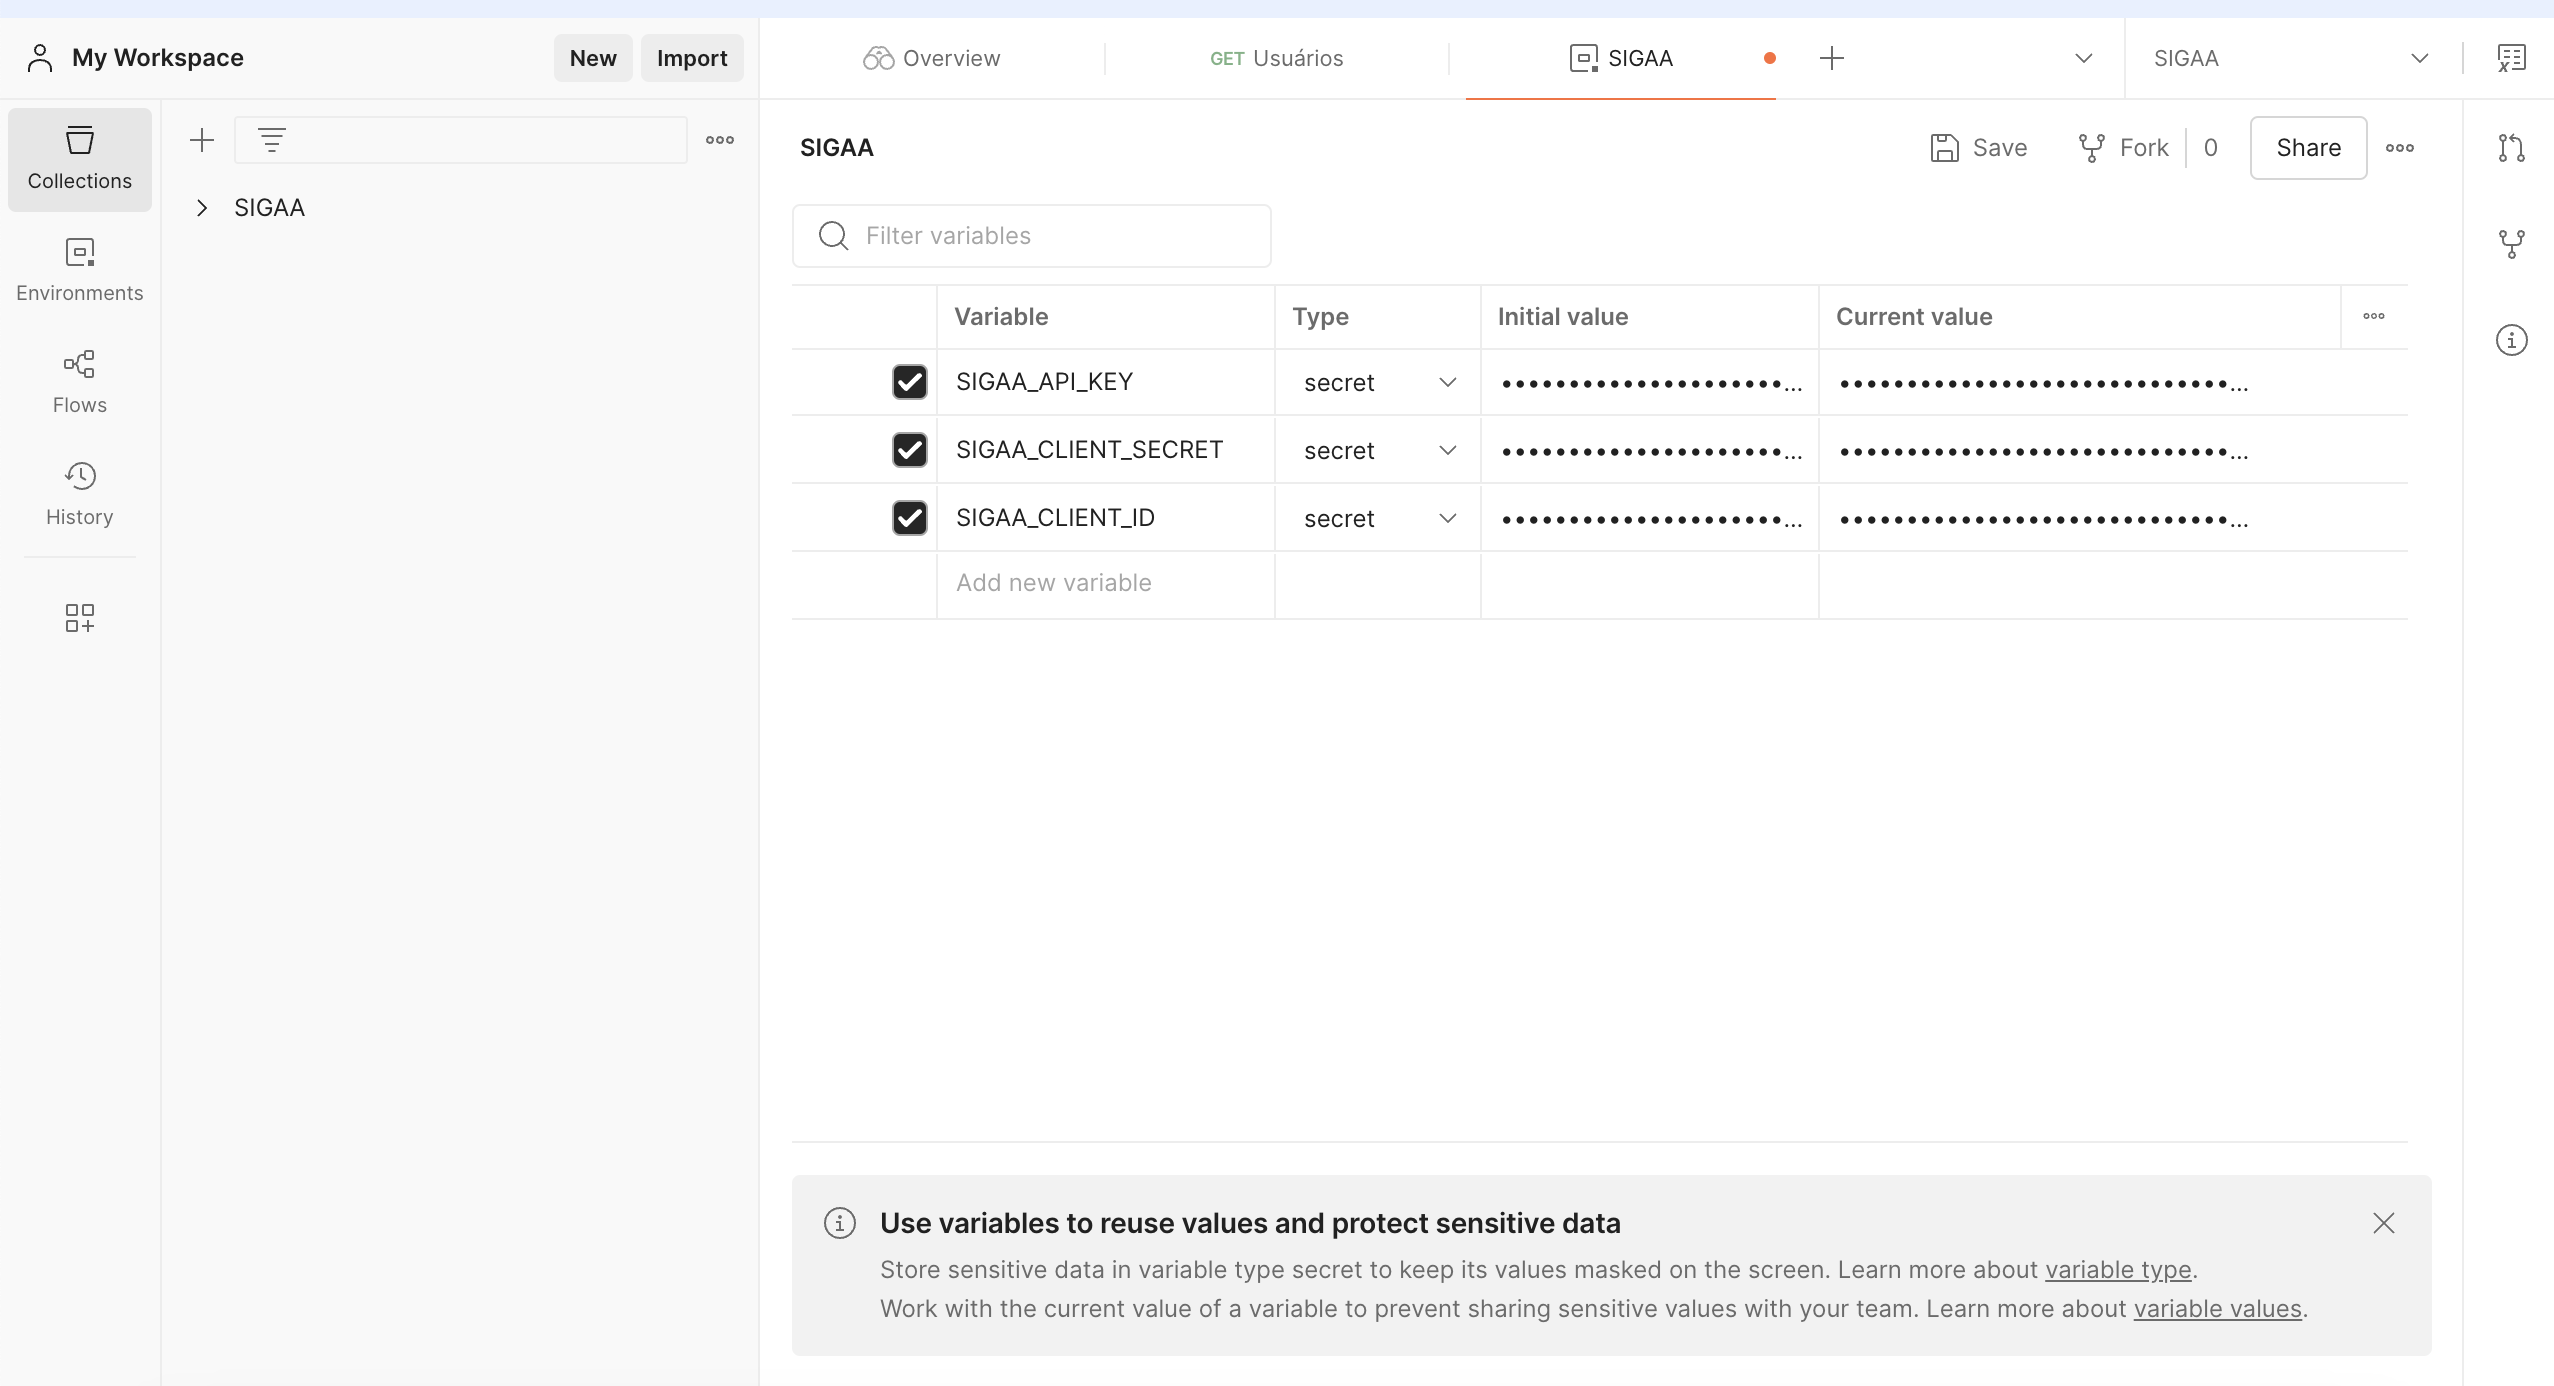 My Workspace
New
Import
Overview
GET Usuários
SIGAA
SIGAA
Collections
Environments
Flows
History
SIGAA
SIGAA
Save
Fork
0
Share
Filter variables
Variable
Type
Initial value
Current value
SIGAA_API_KEY
secret
•••••••••••••••••••••...
•••••••••••••••••••••••••••••...
SIGAA_CLIENT_SECRET
secret
•••••••••••••••••••••...
•••••••••••••••••••••••••••••...
SIGAA_CLIENT_ID
secret
•••••••••••••••••••••...
•••••••••••••••••••••••••••••...
Add new variable
Use variables to reuse values and protect sensitive data
Store sensitive data in variable type secret to keep its values masked on the screen. Learn more about variable type.
Work with the current value of a variable to prevent sharing sensitive values with your team. Learn more about variable values.